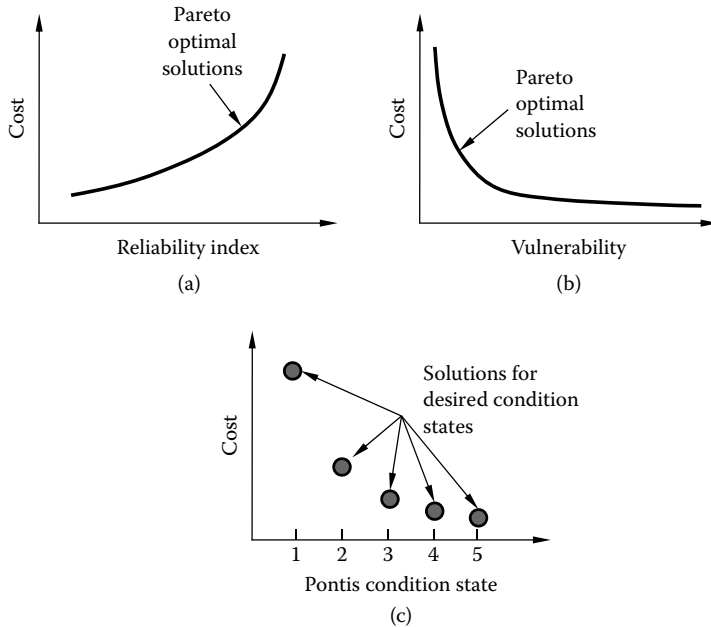 Pareto
optimal
solutions
Cost
Reliability index
(a)
Pareto
optimal
solutions
Cost
Vulnerability
(b)
Solutions for
desired condition
states
Cost
1 2 3 4 5
Pontis condition state
(c)